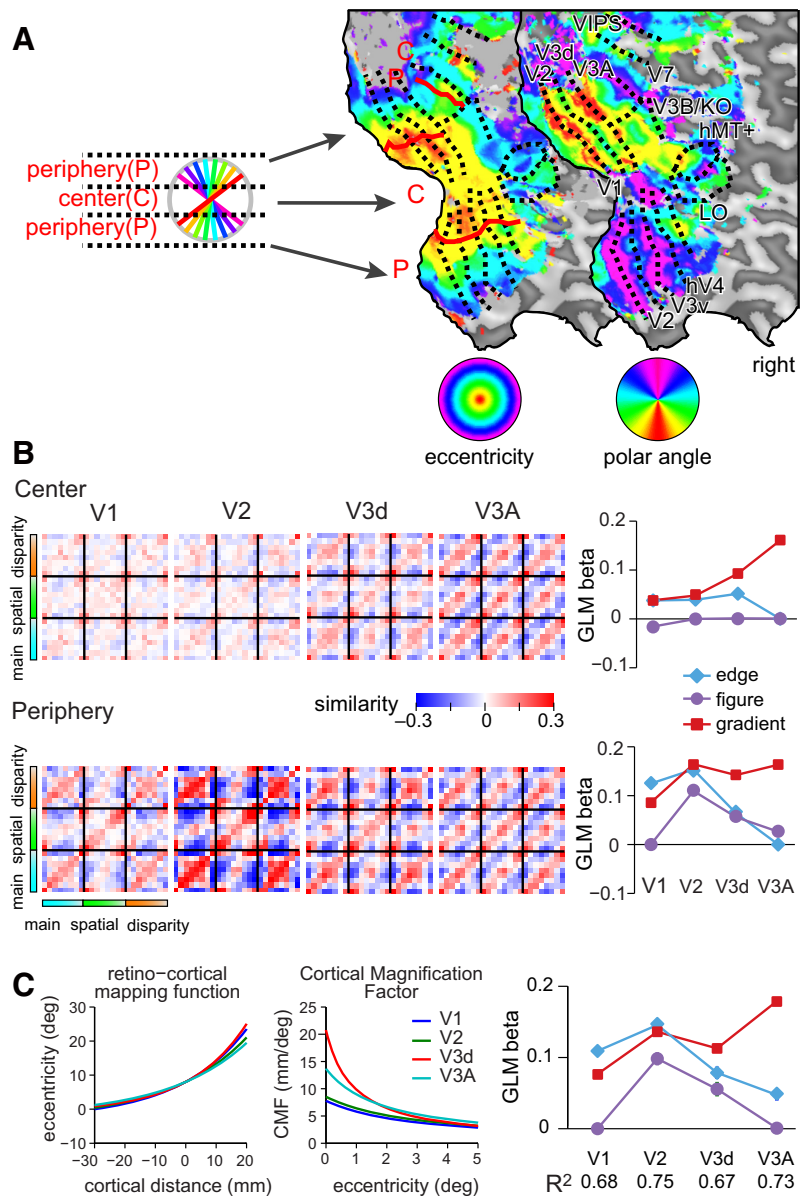 A
periphery(P)
center(C)
periphery(P)
C
P
C
P
VIPS
V3d
V2
V3A
V7
V3B/KO
hMT+
V1
LO
hV4
V3v
V2
right
eccentricity
polar angle
B
Center
V1 V2 V3d V3A
main spatial disparity
GLM beta
0.2
0.1
0
−0.1
edge
figure
gradient
similarity
−0.3 0 0.3
Periphery
main spatial disparity
main spatial disparity
GLM beta
0.2
0.1
0
−0.1
V1 V2 V3d V3A
C
retino−cortical
mapping function
eccentricity (deg)
30
20
10
0
−10
−30 −20 −10 0 10 20
cortical distance (mm)
Cortical Magnification
Factor
CMF (mm/deg)
25
20
15
10
5
0
0 1 2 3 4 5
eccentricity (deg)
V1
V2
V3d
V3A
GLM beta
0.2
0.1
0
V1 V2 V3d V3A
R2 0.68 0.75 0.67 0.73